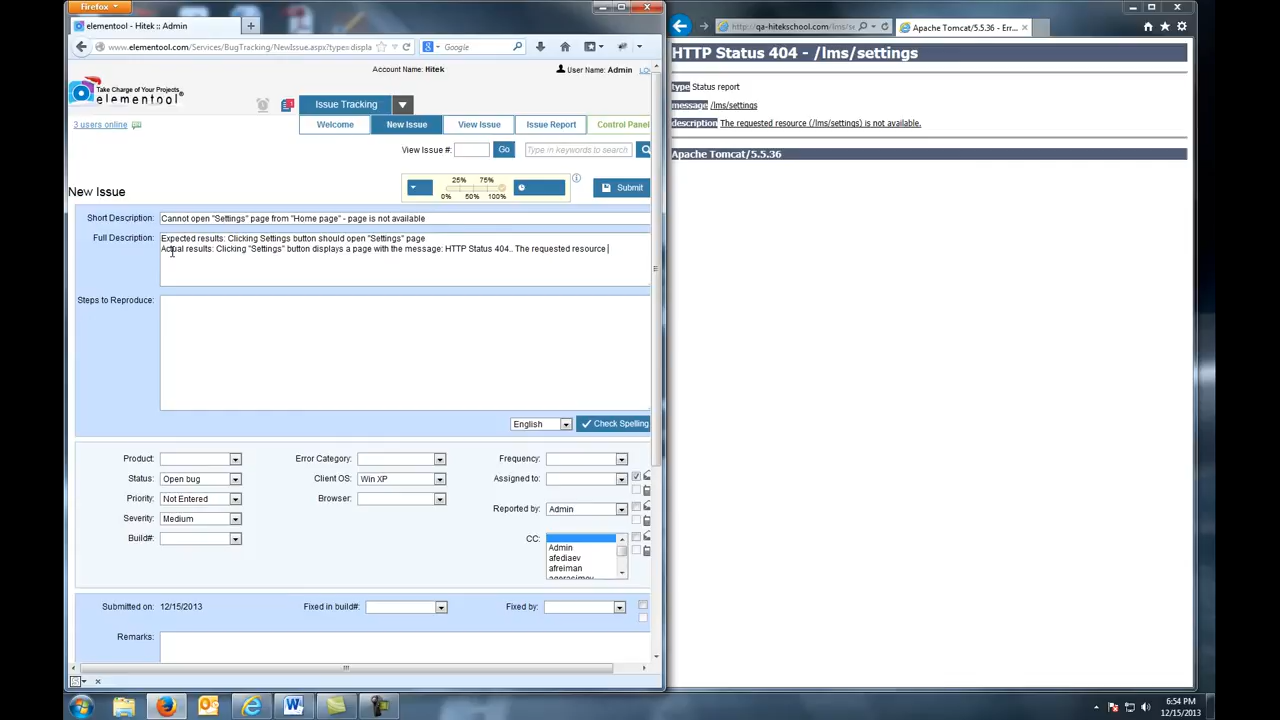 Firefox
elementool - Hitek :: Admin
www.elementool.com/Services/BugTracking/NewIssue.aspx?type=displa
Google
Account Name: Hitek
User Name: Admin
Take Charge of Your Projects
elementool
Issue Tracking
3 users online
Welcome
New Issue
View Issue
Issue Report
Control Panel
View Issue #:
Go
Type in keywords to search
New Issue
25% 75%
0% 50% 100%
Submit
Short Description: Cannot open "Settings" page from "Home page" - page is not available
Full Description: Expected results: Clicking Settings button should open "Settings" page
Actual results: Clicking "Settings" button displays a page with the message: HTTP Status 404.. The requested resource
Steps to Reproduce:
English
Check Spelling
Product:
Error Category:
Frequency:
Status: Open bug
Client OS: Win XP
Assigned to:
Priority: Not Entered
Browser:
Reported by: Admin
Severity: Medium
Build#:
CC:
Admin
afediaev
afreiman
Submitted on: 12/15/2013
Fixed in build#:
Fixed by:
Remarks:
http://qa-hitekschool.com/lms/se
Apache Tomcat/5.5.36 - Err...
HTTP Status 404 - /lms/settings
type Status report
message /lms/settings
description The requested resource (/lms/settings) is not available.
Apache Tomcat/5.5.36
6:54 PM
12/15/2013